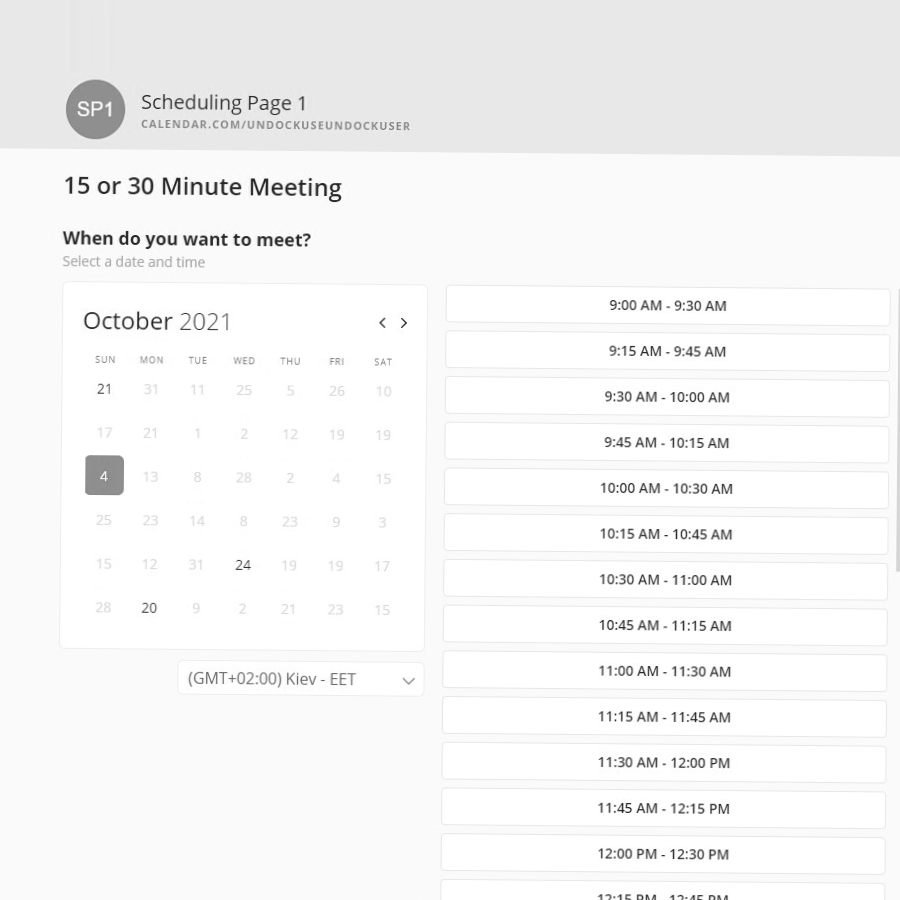 SP1
Scheduling Page 1
CALENDAR.COM/UNDOCKUSEUNDOCKUSER
15 or 30 Minute Meeting
When do you want to meet?
Select a date and time
October 2021
SUN MON TUE WED THU FRI SAT
21 31 11 25 5 26 10
17 21 1 2 12 19 19
4 13 8 28 2 4 15
25 23 14 8 23 9 3
15 12 31 24 19 19 17
28 20 9 2 21 23 15
(GMT+02:00) Kiev - EET
9:00 AM - 9:30 AM
9:15 AM - 9:45 AM
9:30 AM - 10:00 AM
9:45 AM - 10:15 AM
10:00 AM - 10:30 AM
10:15 AM - 10:45 AM
10:30 AM - 11:00 AM
10:45 AM - 11:15 AM
11:00 AM - 11:30 AM
11:15 AM - 11:45 AM
11:30 AM - 12:00 PM
11:45 AM - 12:15 PM
12:00 PM - 12:30 PM
12:15 PM - 12:45 PM